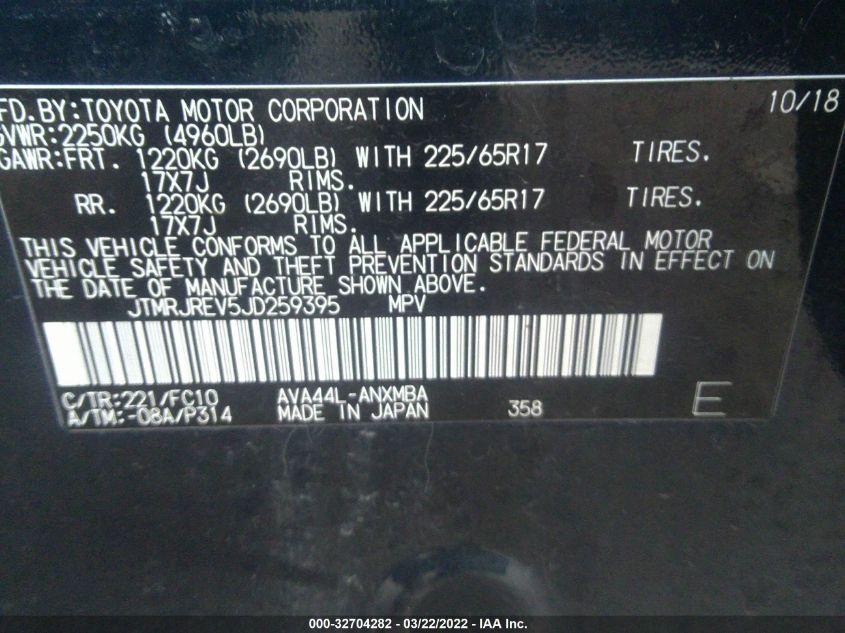 FD.BY:TOYOTA MOTOR CORPORATION 10/18
GVWR:2250KG (4960LB)
GAWR:FRT. 1220KG (2690LB) WITH 225/65R17 TIRES.
17X7J RIMS.
RR. 1220KG (2690LB) WITH 225/65R17 TIRES.
17X7J RIMS.
THIS VEHICLE CONFORMS TO ALL APPLICABLE FEDERAL MOTOR
VEHICLE SAFETY AND THEFT PREVENTION STANDARDS IN EFFECT ON
THE DATE OF MANUFACTURE SHOWN ABOVE.
JTMRJREV5JD259395 MPV
C/TR:221/FC10 AVA44L-ANXMBA
A/TM:-08A/P314 MADE IN JAPAN 358 E
000-32704282 - 03/22/2022 - IAA Inc.